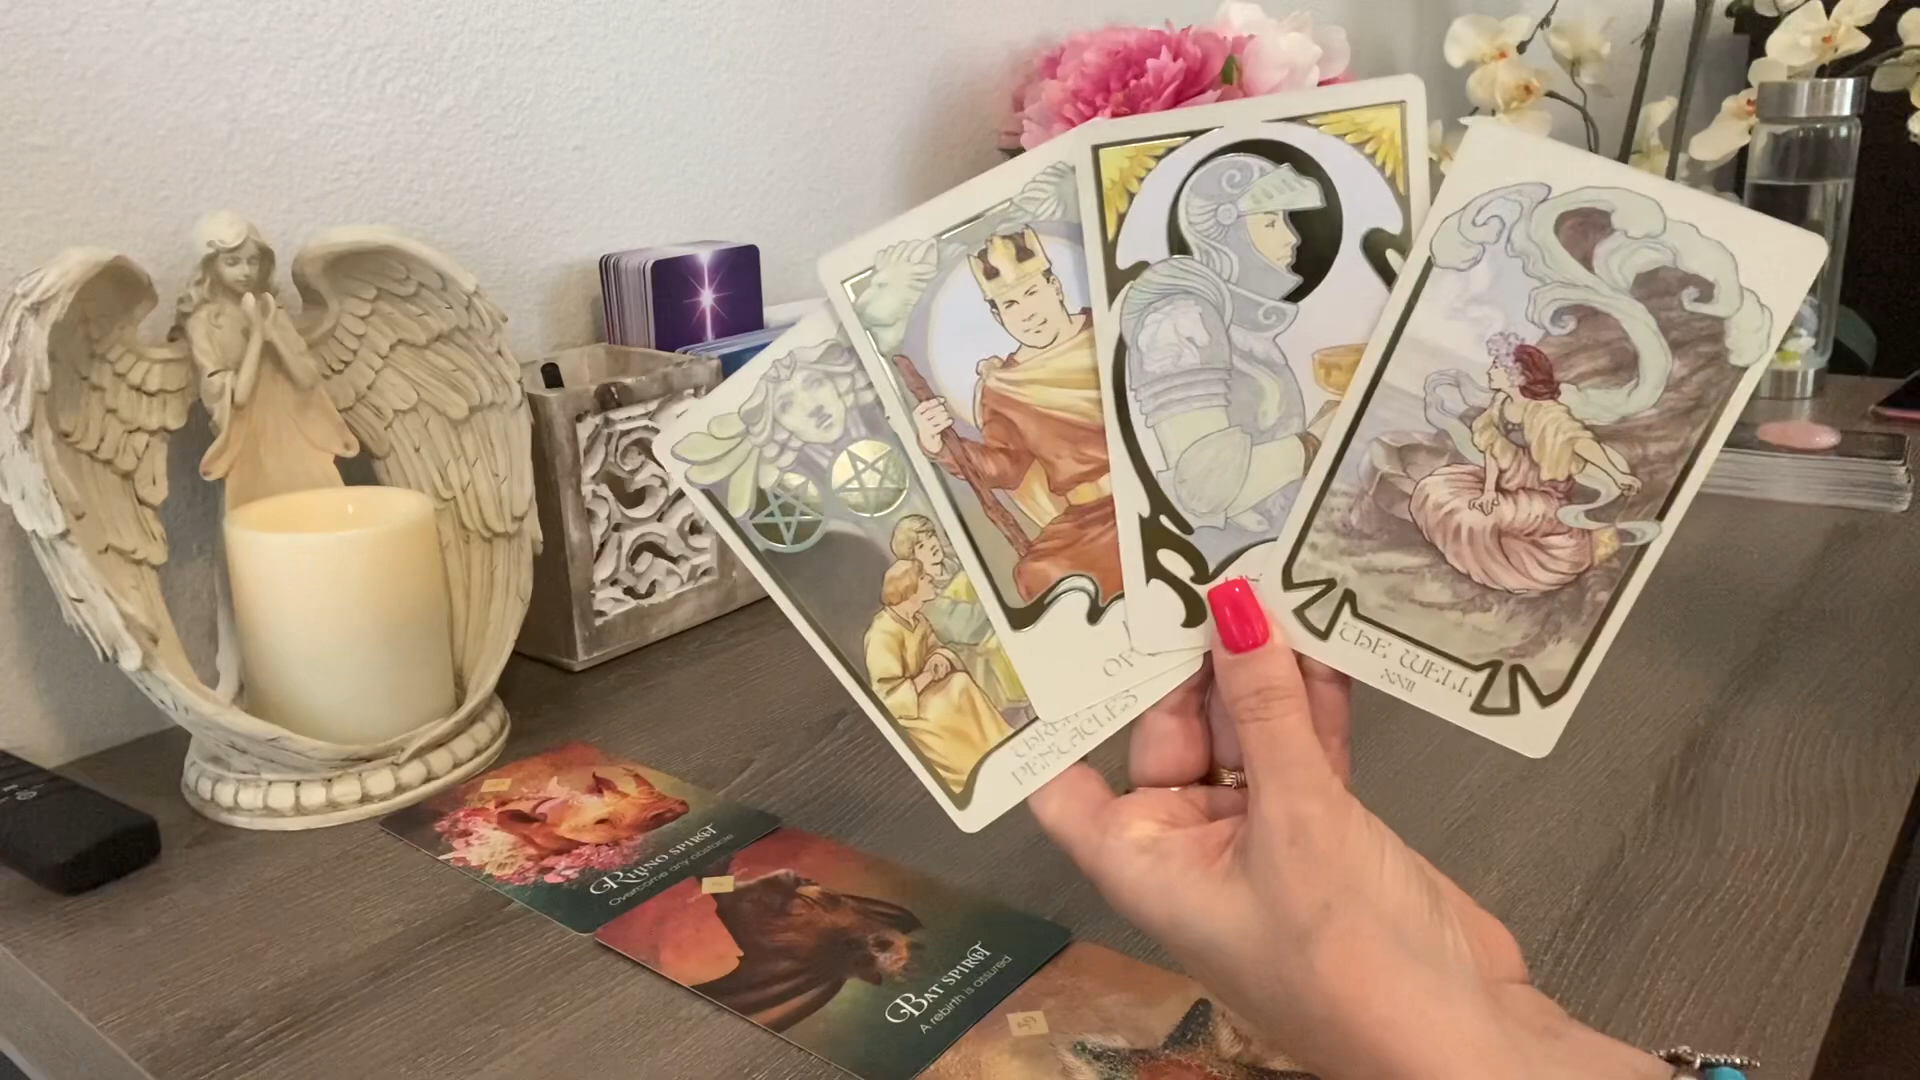 OF
THREE
PENTACLES
THE WELL
XXII
RHINO SPIRIT
Overcome any obstacle
BAT SPIRIT
A rebirth is assured